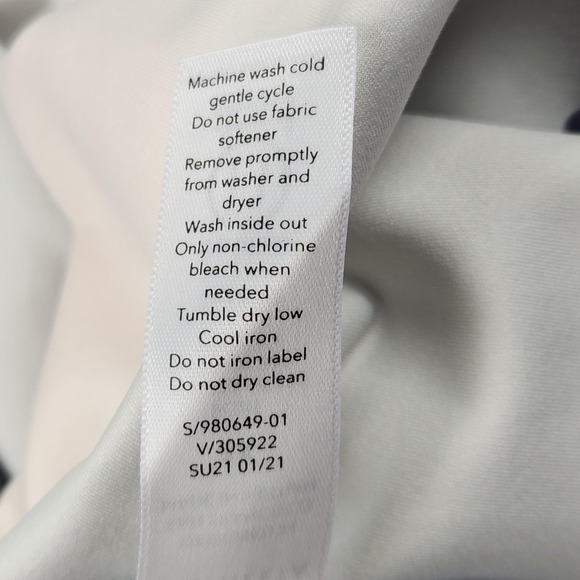 Machine wash cold
gentle cycle
Do not use fabric
softener
Remove promptly
from washer and
dryer
Wash inside out
Only non-chlorine
bleach when
needed
Tumble dry low
Cool iron
Do not iron label
Do not dry clean
S/980649-01
V/305922
SU21 01/21